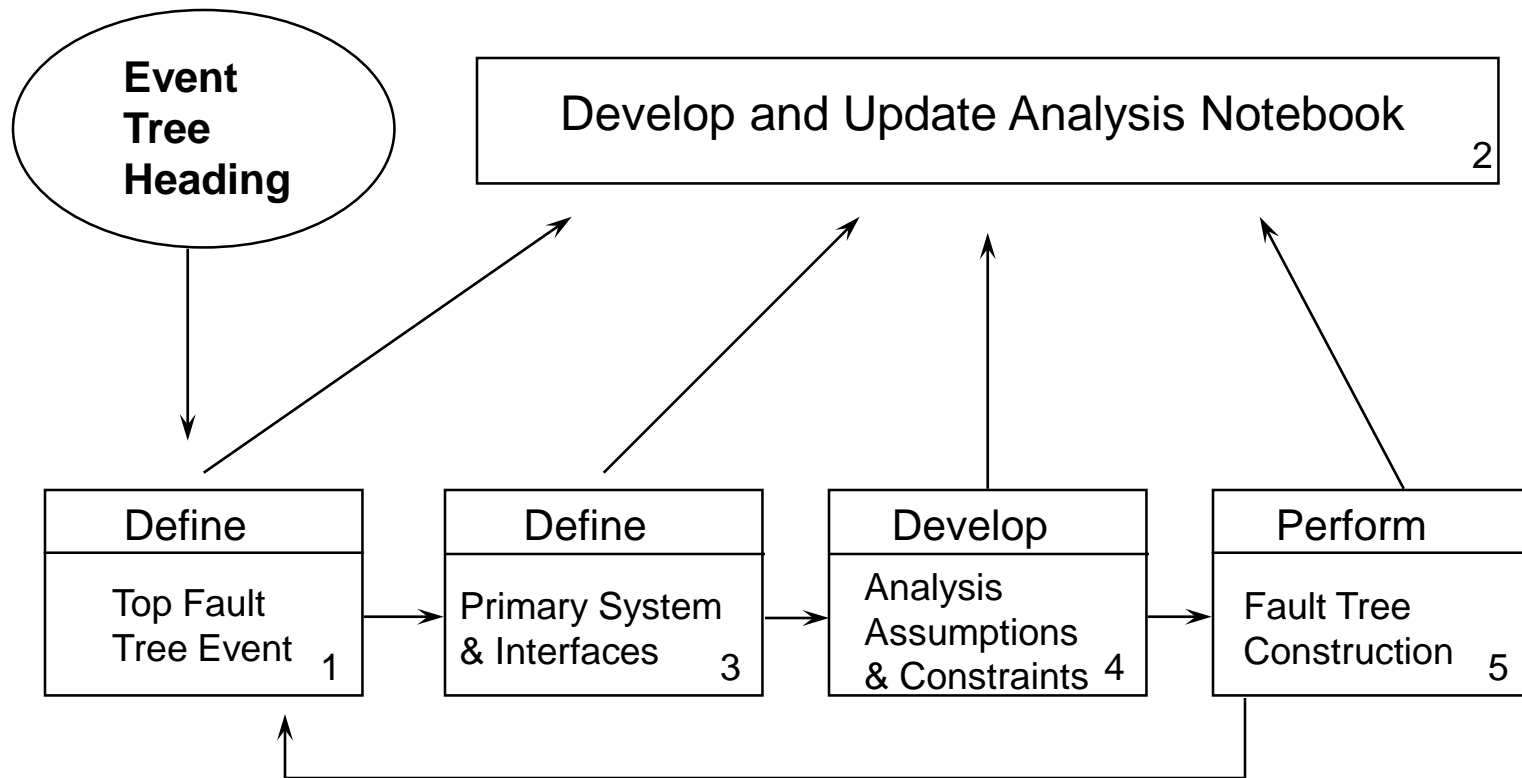 Event
Tree
Heading
Develop and Update Analysis Notebook
2
Define
Top Fault
Tree Event
1
Define
Primary System
& Interfaces
3
Develop
Analysis
Assumptions
& Constraints
4
Perform
Fault Tree
Construction
5